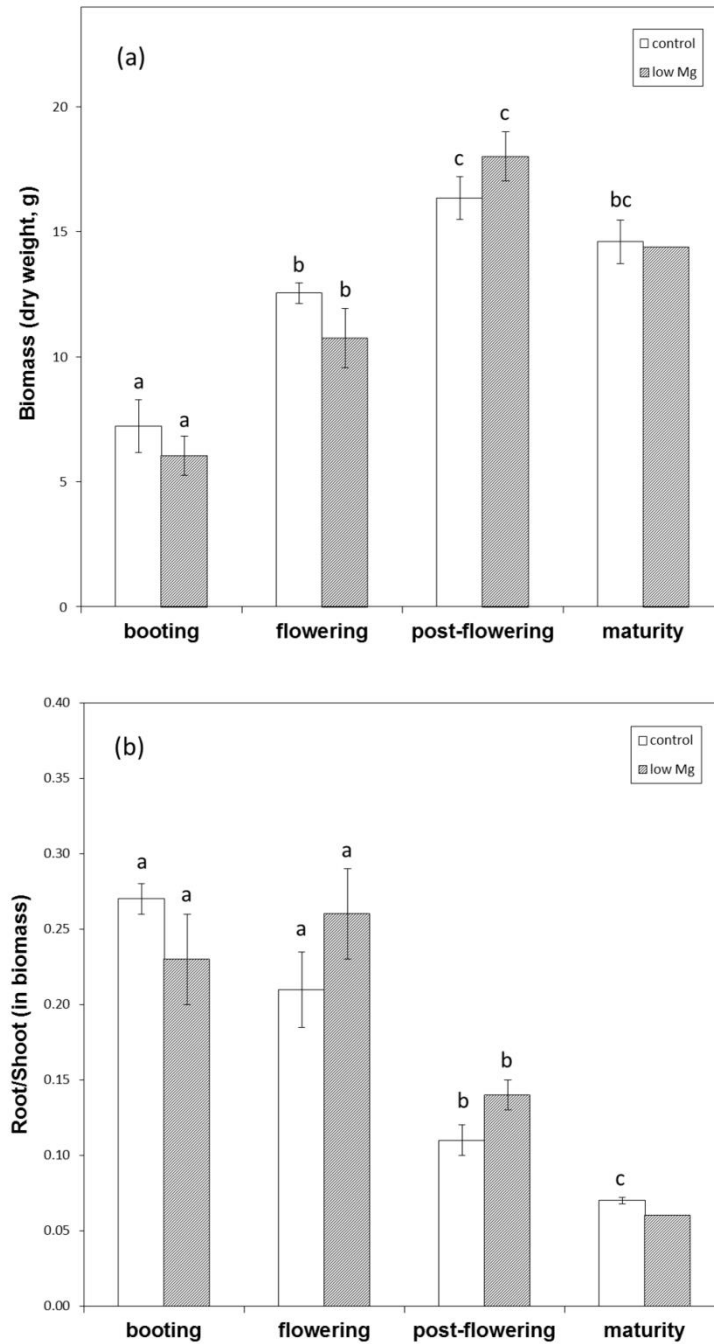 (a)
control
low Mg
Biomass (dry weight, g)
20
15
10
5
0
a
a
b
b
c
c
bc
booting flowering post-flowering maturity
(b)
control
low Mg
Root/Shoot (in biomass)
0.40
0.35
0.30
0.25
0.20
0.15
0.10
0.05
0.00
a
a
a
a
b
b
c
booting flowering post-flowering maturity